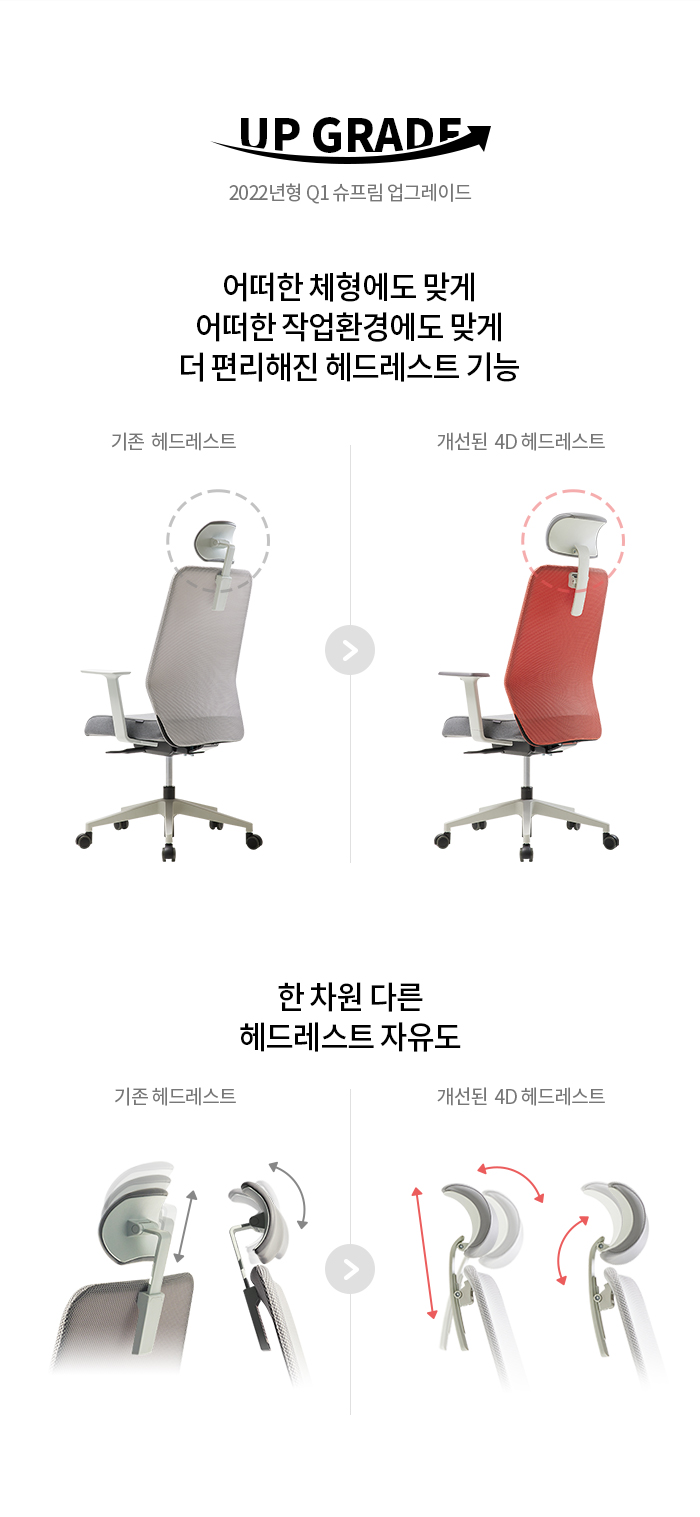 UP GRADE
2022년형 Q1 슈프림 업그레이드
어떠한 체형에도 맞게
어떠한 작업환경에도 맞게
더 편리해진 헤드레스트 기능
기존 헤드레스트
개선된 4D 헤드레스트
한 차원 다른
헤드레스트 자유도
기존 헤드레스트
개선된 4D 헤드레스트